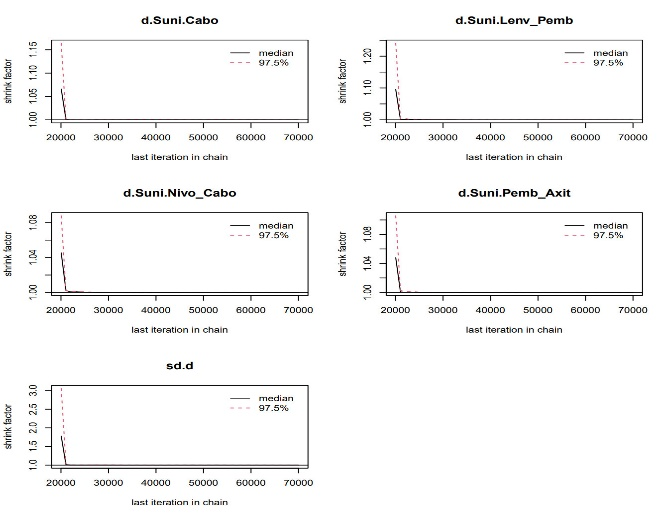 d.Suni.Cabo
shrink factor
1.00 1.05 1.10 1.15
median
97.5%
20000 30000 40000 50000 60000 70000
last iteration in chain
d.Suni.Lenv_Pemb
shrink factor
1.00 1.10 1.20
median
97.5%
20000 30000 40000 50000 60000 70000
last iteration in chain
d.Suni.Nivo_Cabo
shrink factor
1.00 1.04 1.08
median
97.5%
20000 30000 40000 50000 60000 70000
last iteration in chain
d.Suni.Pemb_Axit
shrink factor
1.00 1.04 1.08
median
97.5%
20000 30000 40000 50000 60000 70000
last iteration in chain
sd.d
shrink factor
1.0 1.5 2.0 2.5 3.0
median
97.5%
20000 30000 40000 50000 60000 70000
last iteration in chain